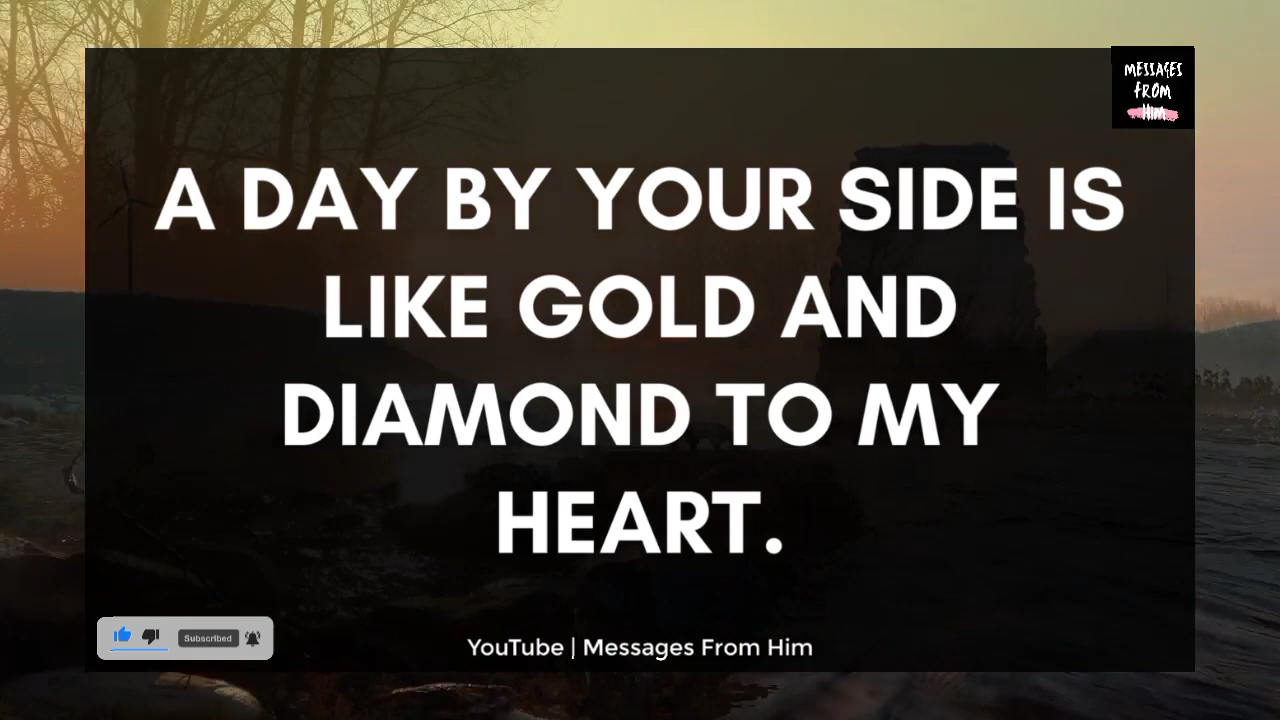 MESSAGES
FROM
HIM
A DAY BY YOUR SIDE IS
LIKE GOLD AND
DIAMOND TO MY
HEART.
Subscribed
YouTube | Messages From Him